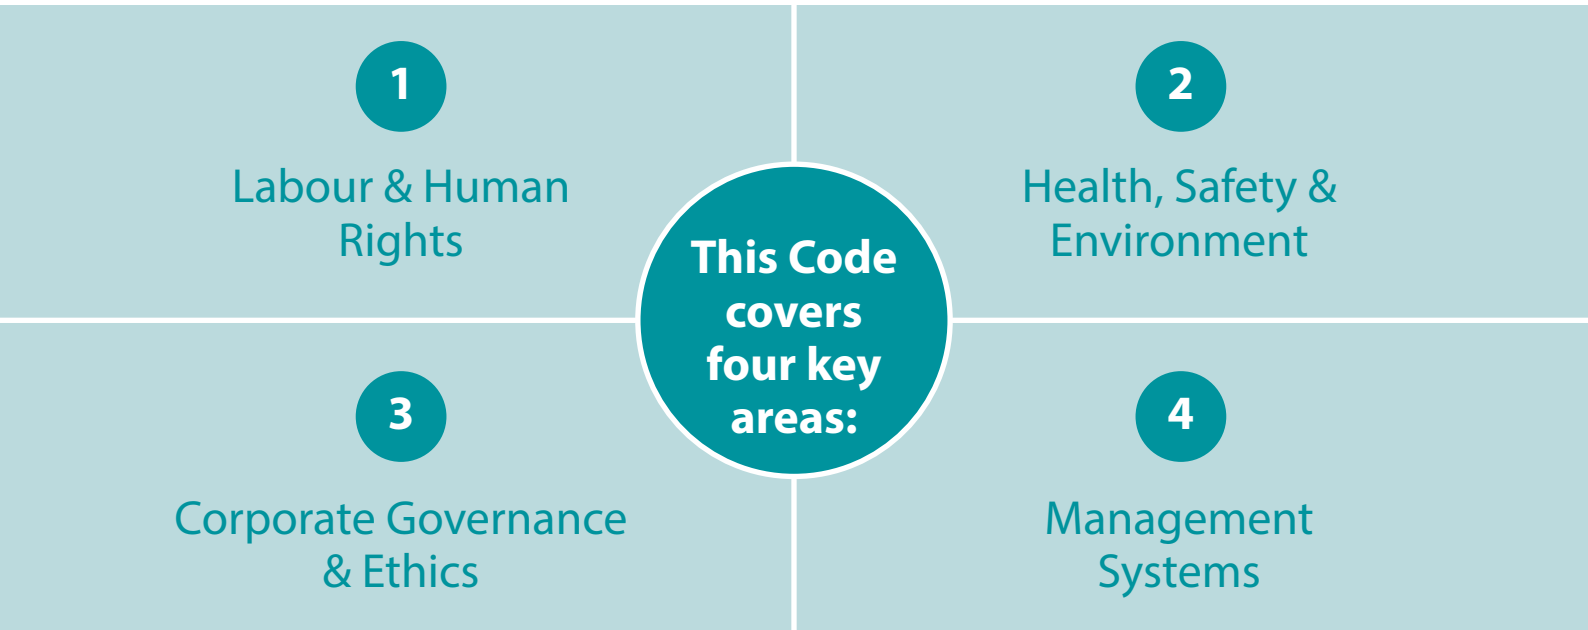 This Code
covers
four key
areas:
1
Labour & Human
Rights
2
Health, Safety &
Environment
3
Corporate Governance
& Ethics
4
Management
Systems